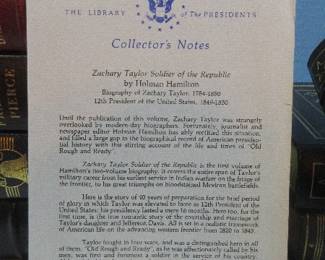 THE LIBRARY of The PRESIDENTS
Collector's Notes
Zachary Taylor Soldier of the Republic
by Holman Hamilton
Biography of Zachary Taylor, 1784-1850
12th President of the United States, 1849-1850
Until the publication of this volume, Zachary Taylor was strangely
overlooked by modern-day biographers. Fortunately, journalist and
newspaper editor Holman Hamilton has ably rectified this situation,
and filled a large gap in the biographical record of American presiden-
tial history with this stirring account of the life and times of "Old
Rough and Ready".
Zachary Taylor Soldier of the Republic is the first volume of
Hamilton's two-volume biography. It covers the entire span of Taylor's
military career from his earliest service in Indian warfare on the fringe of
the frontier, to his great triumphs on bloodstained Mexican battlefields.
Here is the story of 40 years of preparation for the brief period
of glory in which Taylor was elevated to hero as 12th President of the
United States; his presidency lasted a mere 16 months. Here too, for the
first time, is the true romantic story of the courtship and marriage of
Taylor's daughter and Jefferson Davis. All is set in the realistic framework
of American life on the advancing western frontier from 1820 to 1849.
Taylor fought in four wars, and was a distinguished hero in all
of them. "Old Rough and Ready", as he was affectionately called by his
men, was first and foremost a soldier in the service of his country.
PIERCE